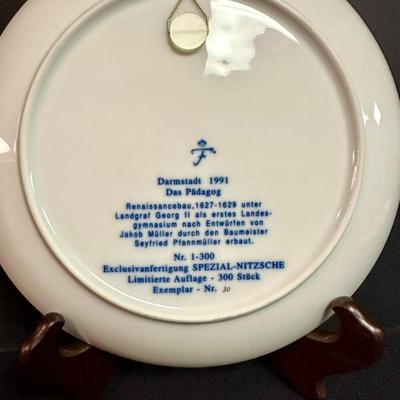 F
Darmstadt 1991
Das Pädagog
Renaissancebau,1627-1629 unter
Landgraf Georg II als erstes Landes-
gymnasium nach Entwürfen von
Jakob Müller durch den Baumeister
Seyfried Pfannmüller erbaut.
Nr. 1-300
Exclusivanfertigung SPEZIAL-NITZSCHE
Limitierte Auflage - 300 Stück
Exemplar - Nr. 30